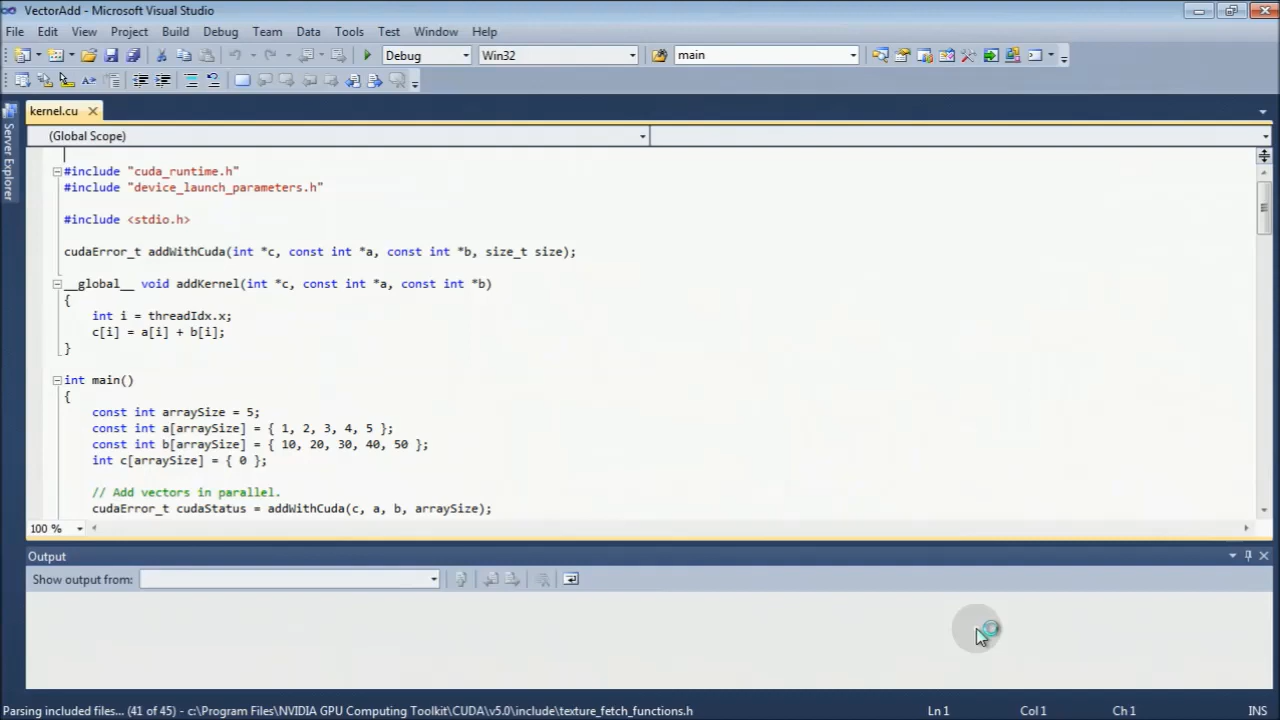 VectorAdd - Microsoft Visual Studio
File Edit View Project Build Debug Team Data Tools Test Window Help
Debug Win32 main
kernel.cu
Server Explorer
(Global Scope)
#include "cuda_runtime.h"
#include "device_launch_parameters.h"
#include <stdio.h>
cudaError_t addWithCuda(int *c, const int *a, const int *b, size_t size);
__global__ void addKernel(int *c, const int *a, const int *b)
{
int i = threadIdx.x;
c[i] = a[i] + b[i];
}
int main()
{
const int arraySize = 5;
const int a[arraySize] = { 1, 2, 3, 4, 5 };
const int b[arraySize] = { 10, 20, 30, 40, 50 };
int c[arraySize] = { 0 };
// Add vectors in parallel.
cudaError_t cudaStatus = addWithCuda(c, a, b, arraySize);
100 %
Output
Show output from:
Parsing included files... (41 of 45) - c:\Program Files\NVIDIA GPU Computing Toolkit\CUDA\v5.0\include\texture_fetch_functions.h Ln 1 Col 1 Ch 1 INS